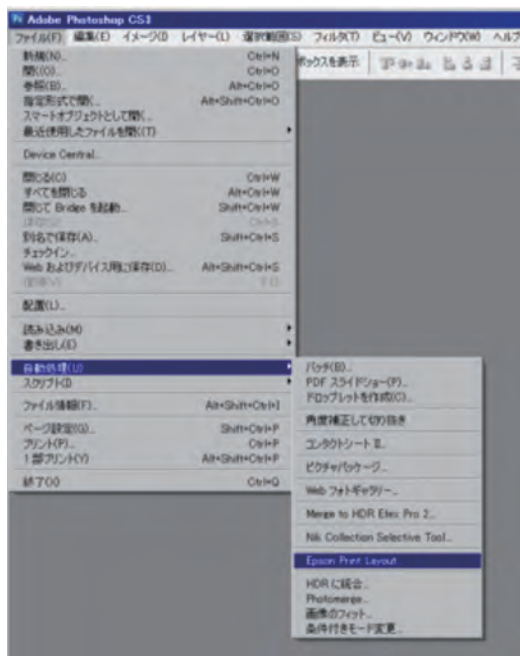 Adobe Photoshop CS3
ファイル(F) 編集(E) イメージ(I) レイヤー(L) 選択範囲(S) フィルタ(T) ビュー(V) ウィンドウ(W) ヘルプ
ボックスを表示
新規(N)... Ctrl+N
開く(O)... Ctrl+O
参照(B)... Alt+Ctrl+O
指定形式で開く... Alt+Shift+Ctrl+O
スマートオブジェクトとして開く...
最近使用したファイルを開く(T)
Device Central...
閉じる(C) Ctrl+W
すべてを閉じる Alt+Ctrl+W
閉じて Bridge を起動... Shift+Ctrl+W
別名で保存(A)... Shift+Ctrl+S
チェックイン...
Web およびデバイス用に保存(D)... Alt+Shift+Ctrl+S
配置(L)...
読み込み(M)
書き出し(E)
自動処理(U)
スクリプト(I)
ファイル情報(F)... Alt+Shift+Ctrl+I
ページ設定(G)... Shift+Ctrl+P
プリント(P)... Ctrl+P
1 部プリント(Y) Alt+Shift+Ctrl+P
終了(X) Ctrl+Q
バッチ(B)...
PDF スライドショー(P)...
ドロップレットを作成(C)...
角度補正して切り抜き
コンタクトシート II...
ピクチャパッケージ...
Web フォトギャラリー...
Merge to HDR Efex Pro 2...
Nik Collection Selective Tool...
Epson Print Layout...
HDR に統合...
Photomerge...
画像のフィット...
条件付きモード変更...